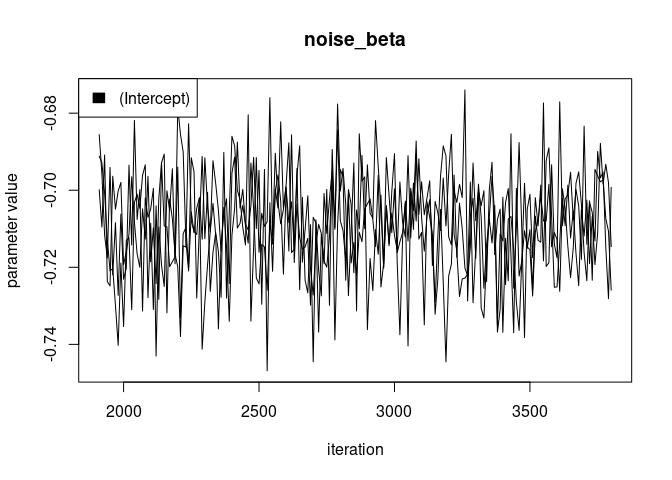 noise_beta
(Intercept)
-0.68
-0.70
-0.72
-0.74
parameter value
2000 2500 3000 3500
iteration